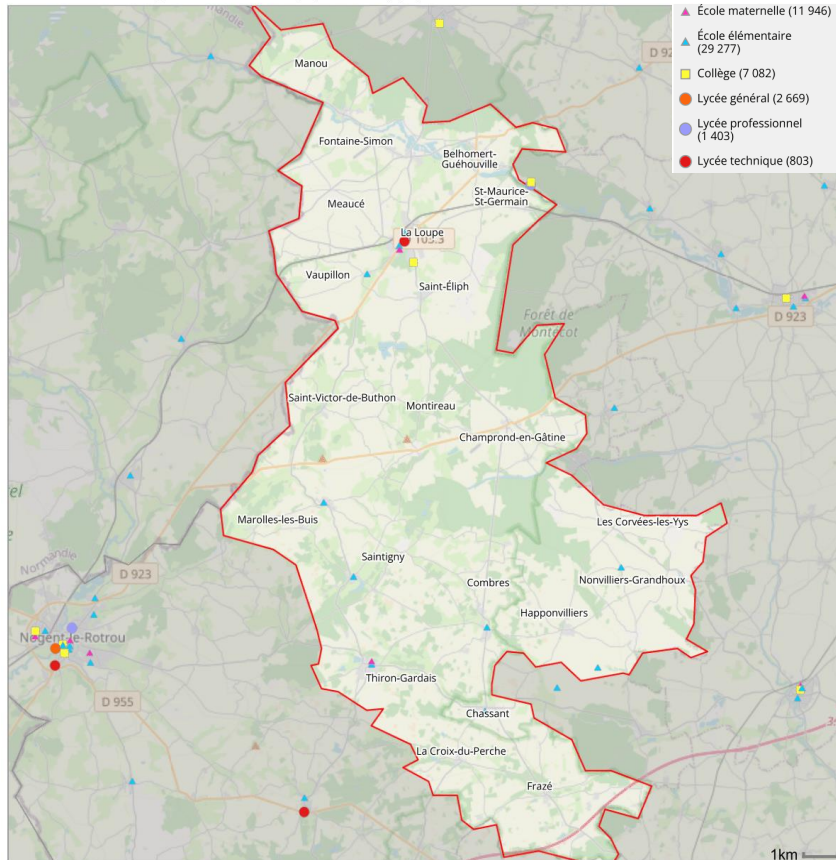 École maternelle (11 946)
École élémentaire
(29 277)
Collège (7 082)
Lycée général (2 669)
Lycée professionnel
(1 403)
Lycée technique (803)
D 92
Manou
Fontaine-Simon
Belhomert-
Guéhouville
St-Maurice-
St-Germain
Meaucé
La Loupe
Vaupillon
Saint-Éliph
Forêt de
Montécot
D 923
Saint-Victor-de-Buthon
Montireau
Champrond-en-Gâtine
Marolles-les-Buis
Les Corvées-les-Yys
Normandie
Saintigny
D 923
Combres
Nonvilliers-Grandhoux
Happonvilliers
Nogent-le-Rotrou
Thiron-Gardais
D 955
Chassant
La Croix-du-Perche
Frazé
1km